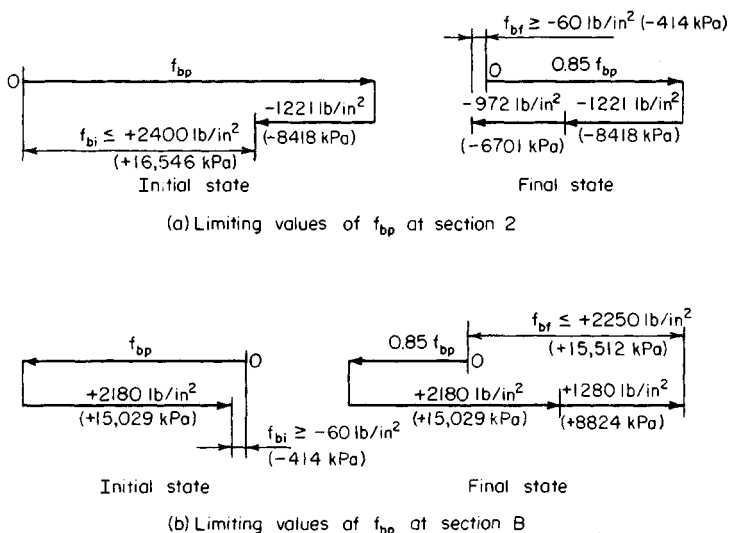 f_bf ≥ -60 lb/in² (-414 kPa)
O f_bp
O 0.85 f_bp
-1221 lb/in²
(-8418 kPa)
f_bi ≤ +2400 lb/in²
(+16,546 kPa)
-972 lb/in² -1221 lb/in²
(-6701 kPa) (-8418 kPa)
Initial state Final state
(a) Limiting values of f_bp at section 2
f_bp O
+2180 lb/in²
(+15,029 kPa)
f_bi ≥ -60 lb/in²
(-414 kPa)
f_bf ≤ +2250 lb/in²
(+15,512 kPa)
0.85 f_bp O
+2180 lb/in² +1280 lb/in²
(+15,029 kPa) (+8824 kPa)
Initial state Final state
(b) Limiting values of f_bp at section B